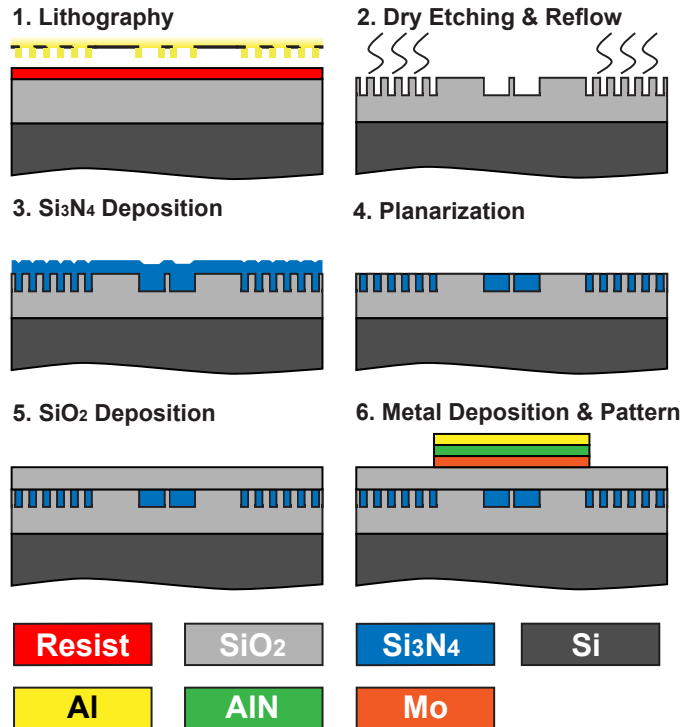 1. Lithography
2. Dry Etching & Reflow
3. Si3N4 Deposition
4. Planarization
5. SiO2 Deposition
6. Metal Deposition & Pattern
Resist
SiO2
Si3N4
Si
Al
AlN
Mo